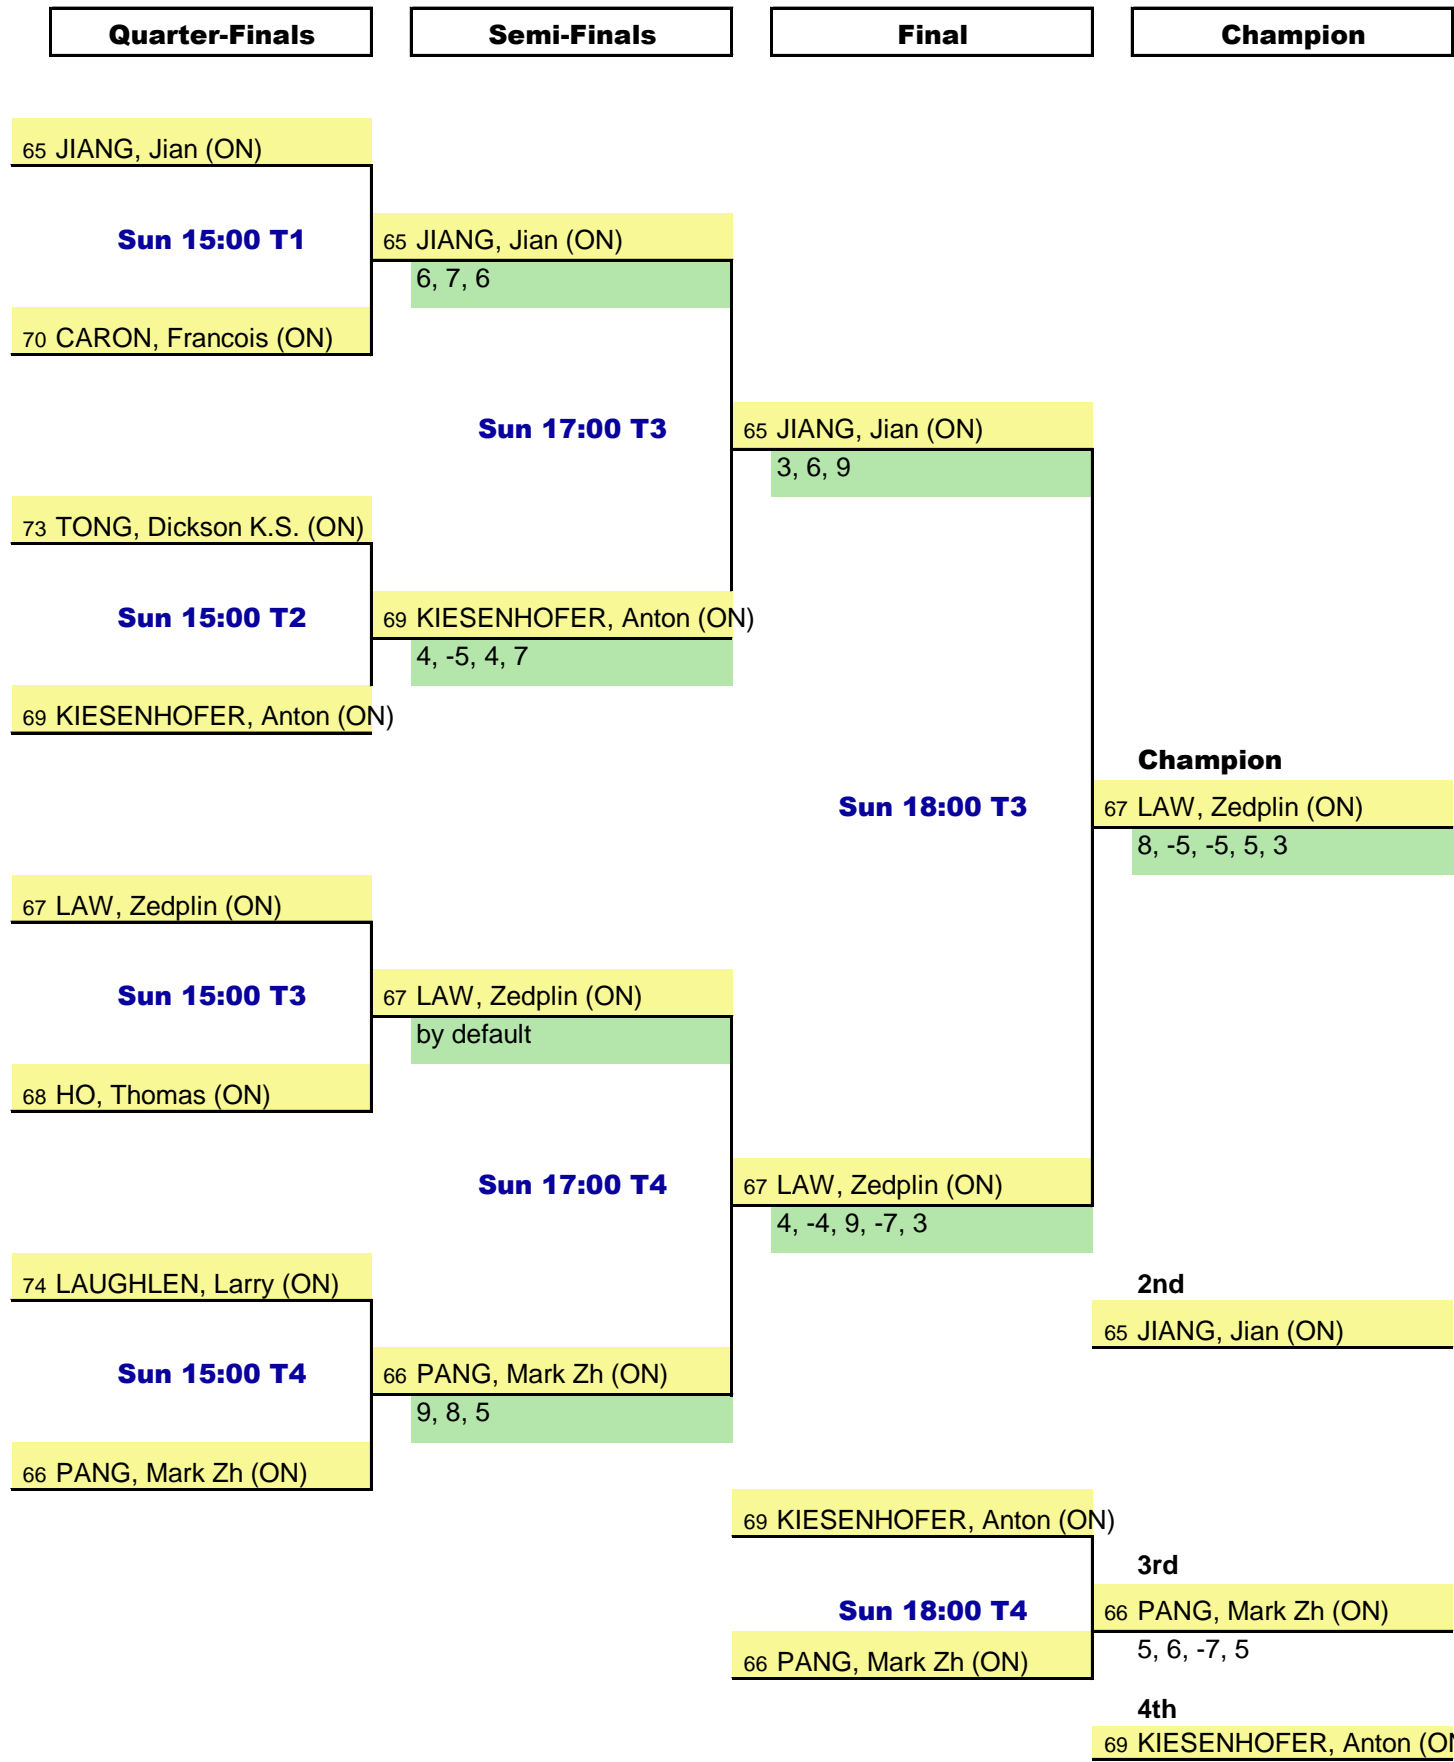 Quarter-Finals Semi-Finals Final Champion
65 JIANG, Jian (ON)
Sun 15:00 T1 65 JIANG, Jian (ON)
6, 7, 6
70 CARON, Francois (ON)
Sun 17:00 T3 65 JIANG, Jian (ON)
3, 6, 9
73 TONG, Dickson K.S. (ON)
Sun 15:00 T2 69 KIESENHOFER, Anton (ON)
4, -5, 4, 7
69 KIESENHOFER, Anton (ON)
Champion
Sun 18:00 T3 67 LAW, Zedplin (ON)
8, -5, -5, 5, 3
67 LAW, Zedplin (ON)
Sun 15:00 T3 67 LAW, Zedplin (ON)
by default
68 HO, Thomas (ON)
Sun 17:00 T4 67 LAW, Zedplin (ON)
4, -4, 9, -7, 3
74 LAUGHLEN, Larry (ON) 2nd
65 JIANG, Jian (ON)
Sun 15:00 T4 66 PANG, Mark Zh (ON)
9, 8, 5
66 PANG, Mark Zh (ON)
69 KIESENHOFER, Anton (ON)
3rd
Sun 18:00 T4 66 PANG, Mark Zh (ON)
5, 6, -7, 5
66 PANG, Mark Zh (ON)
4th
69 KIESENHOFER, Anton (ON